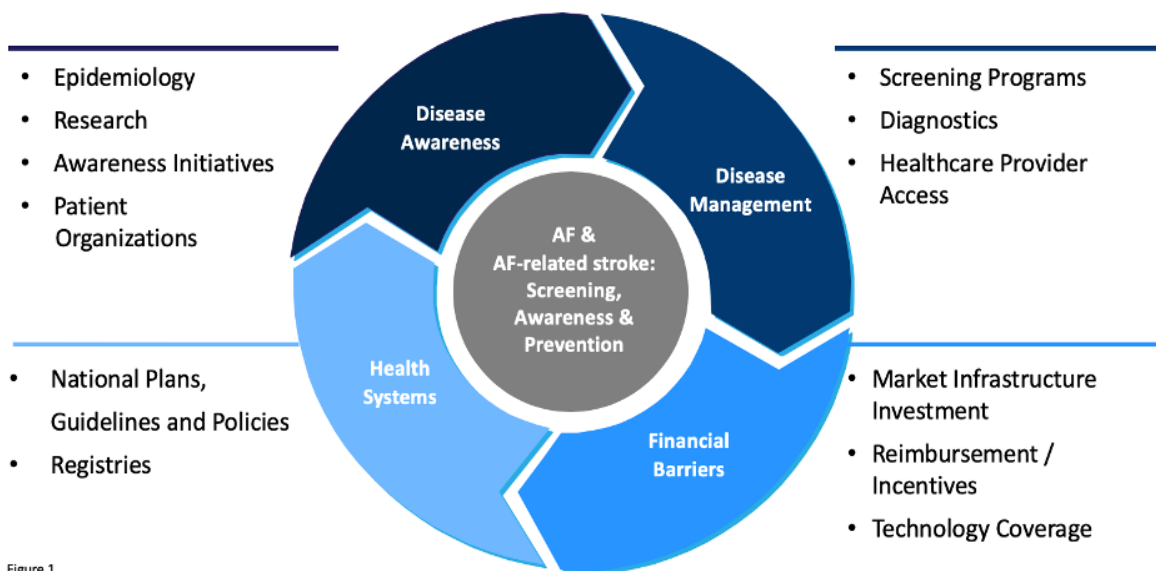 • Epidemiology
• Research
• Awareness Initiatives
• Patient
Organizations
Disease
Awareness
Disease
Management
• Screening Programs
• Diagnostics
• Healthcare Provider
Access
AF &
AF-related stroke:
Screening,
Awareness &
Prevention
• National Plans,
Guidelines and Policies
• Registries
Health
Systems
Financial
Barriers
• Market Infrastructure
Investment
• Reimbursement /
Incentives
• Technology Coverage
Figure 1